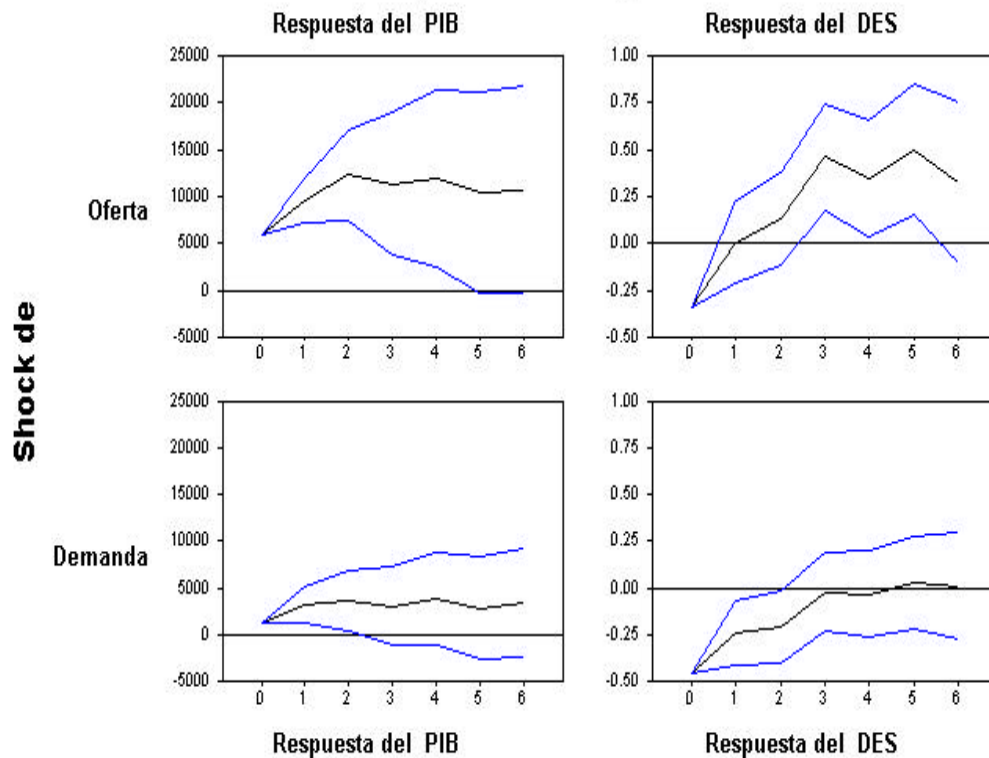 Respuesta del PIB
Respuesta del DES
25000
20000
15000
10000
5000
0
-5000
0 1 2 3 4 5 6
1.00
0.75
0.50
0.25
0.00
-0.25
-0.50
0 1 2 3 4 5 6
Oferta
Shock de
Demanda
25000
20000
15000
10000
5000
0
-5000
0 1 2 3 4 5 6
1.00
0.75
0.50
0.25
0.00
-0.25
-0.50
0 1 2 3 4 5 6
Respuesta del PIB
Respuesta del DES